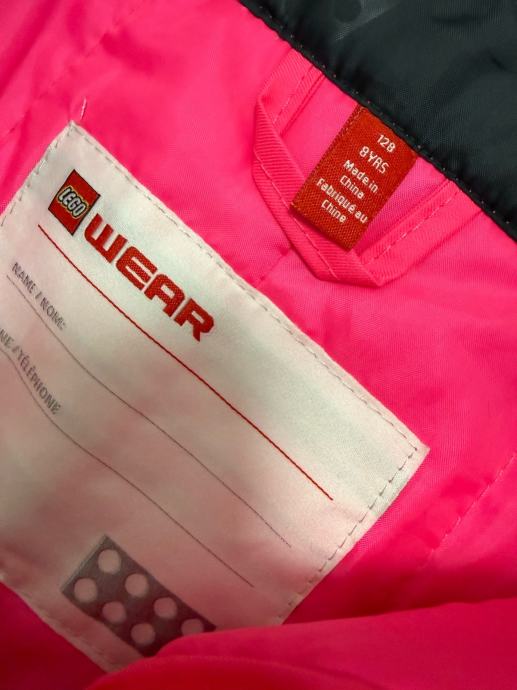 128
8YRS
Made in
China
Fabriqué au
Chine
LEGO
WEAR
NAME / NOM:
/TÉLÉPHONE